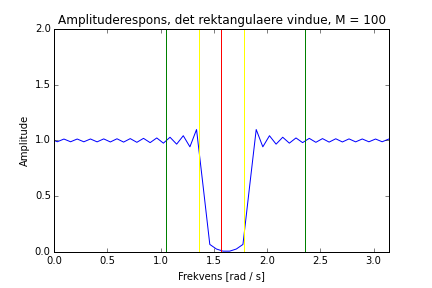 Amplituderespons, det rektangulaere vindue, M = 100
2.0
1.5
Amplitude
1.0
0.5
0.0
0.0 0.5 1.0 1.5 2.0 2.5 3.0
Frekvens [rad / s]